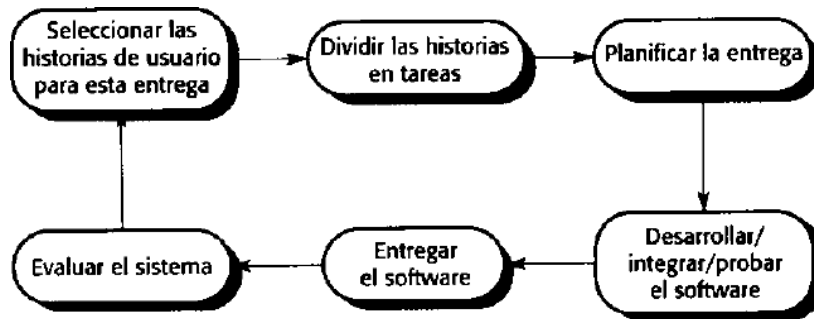 Seleccionar las
historias de usuario
para esta entrega
Dividir las historias
en tareas
Planificar la entrega
Desarrollar/
integrar/probar
el software
Entregar
el software
Evaluar el sistema